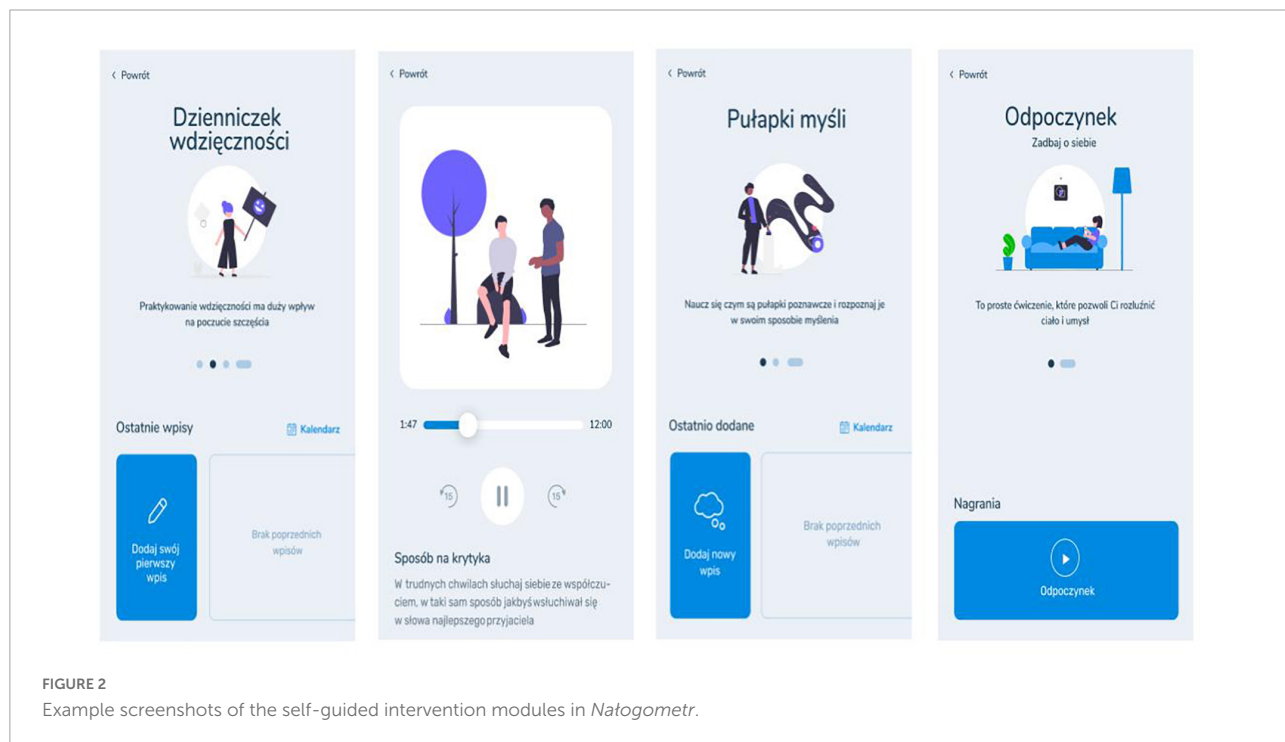 < Powrót
Dzienniczek
wdzięczności
Praktykowanie wdzięczności ma duży wpływ
na poczucie szczęścia
Ostatnie wpisy
Kalendarz
Dodaj swój
pierwszy
wpis
Brak poprzednich
wpisów
< Powrót
1:47
12:00
15
15
Sposób na krytyka
W trudnych chwilach słuchaj siebie ze współczu-
ciem, w taki sam sposób jakbyś wsłuchiwał się
w słowa najlepszego przyjaciela
< Powrót
Pułapki myśli
Naucz się czym są pułapki poznawcze i rozpoznaj je
w swoim sposobie myślenia
Ostatnio dodane
Kalendarz
Dodaj nowy
wpis
Brak poprzednich
wpisów
< Powrót
Odpoczynek
Zadbaj o siebie
To proste ćwiczenie, które pozwoli Ci rozluźnić
ciało i umysł
Nagrania
Odpoczynek
FIGURE 2
Example screenshots of the self-guided intervention modules in Nałogometr.